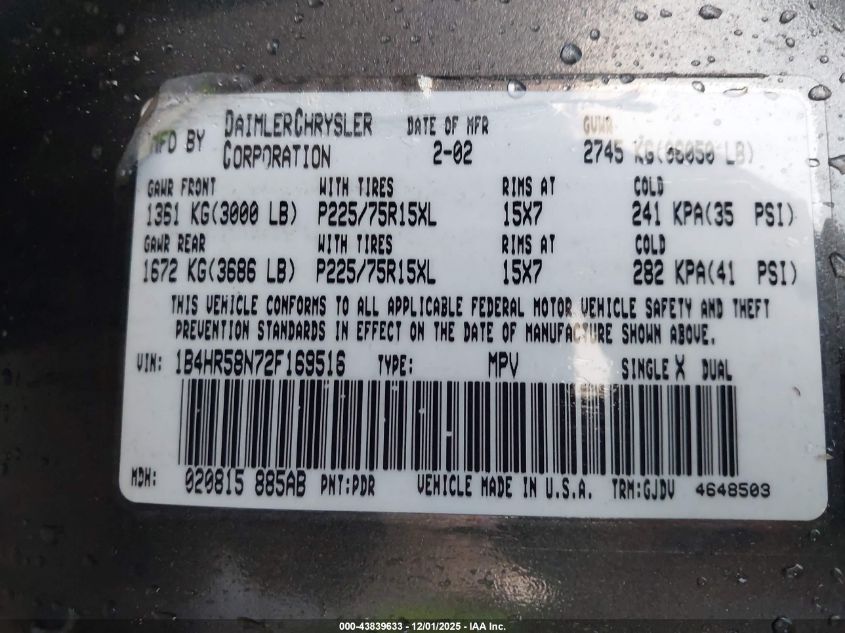 MFD BY DAIMLERCHRYSLER CORPORATION DATE OF MFR 2-02 GVWR 2745 KG(06050 LB)
GAWR FRONT WITH TIRES RIMS AT COLD
1361 KG(3000 LB) P225/75R15XL 15X7 241 KPA(35 PSI)
GAWR REAR WITH TIRES RIMS AT COLD
1672 KG(3686 LB) P225/75R15XL 15X7 282 KPA(41 PSI)
THIS VEHICLE CONFORMS TO ALL APPLICABLE FEDERAL MOTOR VEHICLE SAFETY AND THEFT
PREVENTION STANDARDS IN EFFECT ON THE DATE OF MANUFACTURE SHOWN ABOVE.
VIN: 1B4HR58N72F169516 TYPE: MPV SINGLE X DUAL
MDH: 020815 885AB PNT:PDR VEHICLE MADE IN U.S.A. TRM:GJDV 4648503
000-43839633 - 12/01/2025 - IAA Inc.